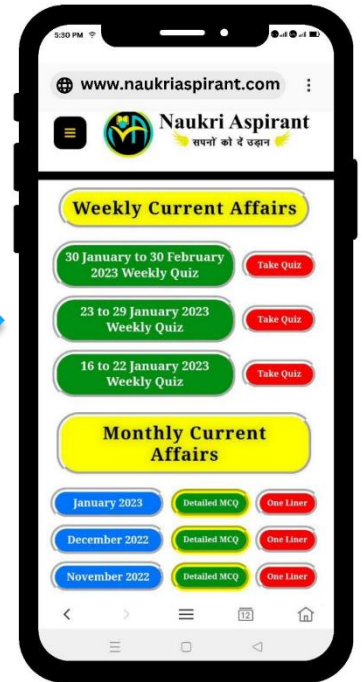 5:30 PM
www.naukriaspirant.com
Naukri Aspirant
सपनों को दें उड़ान
Weekly Current Affairs
30 January to 30 February
2023 Weekly Quiz
Take Quiz
23 to 29 January 2023
Weekly Quiz
Take Quiz
16 to 22 January 2023
Weekly Quiz
Take Quiz
Monthly Current
Affairs
January 2023 Detailed MCQ One Liner
December 2022 Detailed MCQ One Liner
November 2022 Detailed MCQ One Liner
12